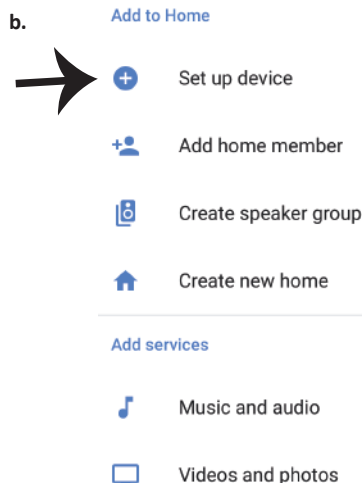 b.
Add to Home
Set up device
Add home member
Create speaker group
Create new home
Add services
Music and audio
Videos and photos